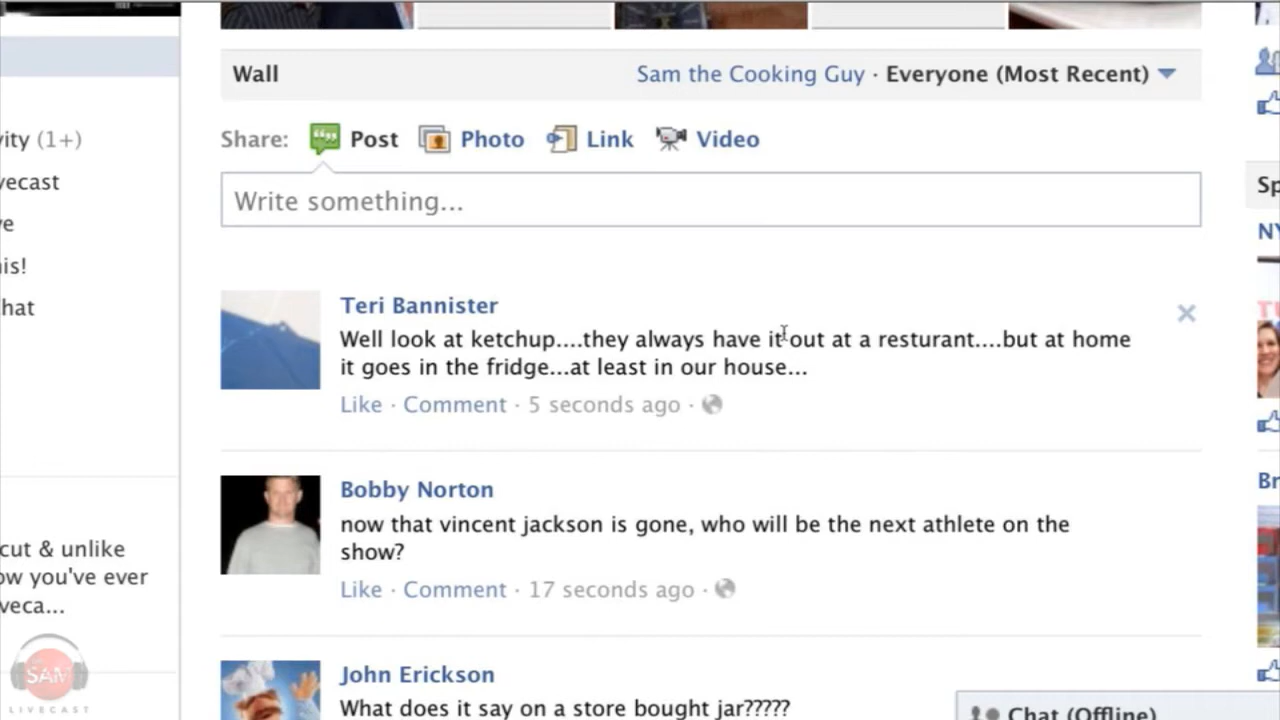 Wall
Sam the Cooking Guy · Everyone (Most Recent)
Share: Post Photo Link Video
Write something...
vity (1+)
vecast
ve
his!
hat
Sp
NY
Teri Bannister
Well look at ketchup....they always have it out at a resturant....but at home
it goes in the fridge...at least in our house...
Like · Comment · 5 seconds ago ·
Bobby Norton
now that vincent jackson is gone, who will be the next athlete on the
show?
Like · Comment · 17 seconds ago ·
Br
cut & unlike
ow you've ever
veca...
SAM
LIVECAST
John Erickson
What does it say on a store bought jar?????
Chat (Offline)